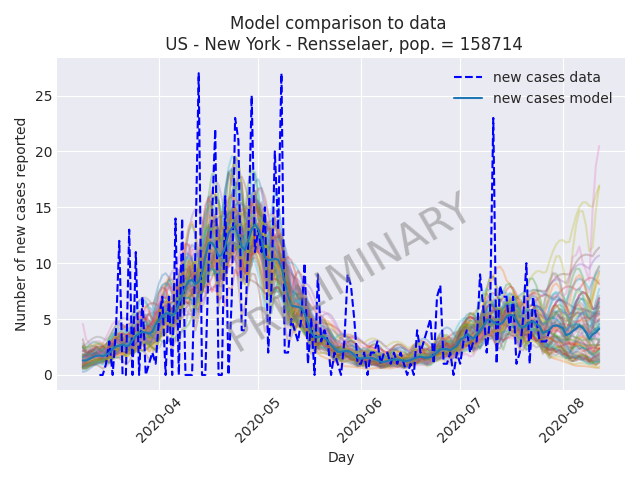 Model comparison to data
US - New York - Rensselaer, pop. = 158714
new cases data
new cases model
Number of new cases reported
25
20
15
10
5
0
PRELIMINARY
2020-04
2020-05
2020-06
2020-07
2020-08
Day